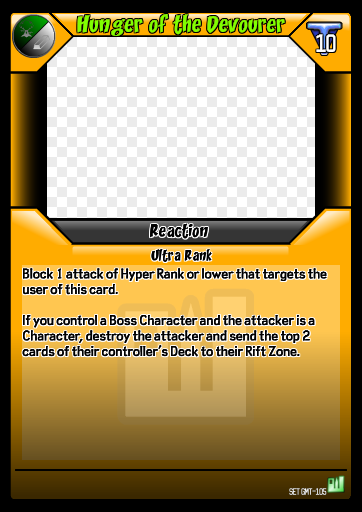 Hunger of the Devourer
10
Reaction
Ultra Rank
Block 1 attack of Hyper Rank or lower that targets the
user of this card.
If you control a Boss Character and the attacker is a
Character, destroy the attacker and send the top 2
cards of their controller's Deck to their Rift Zone.
SET GMT-105